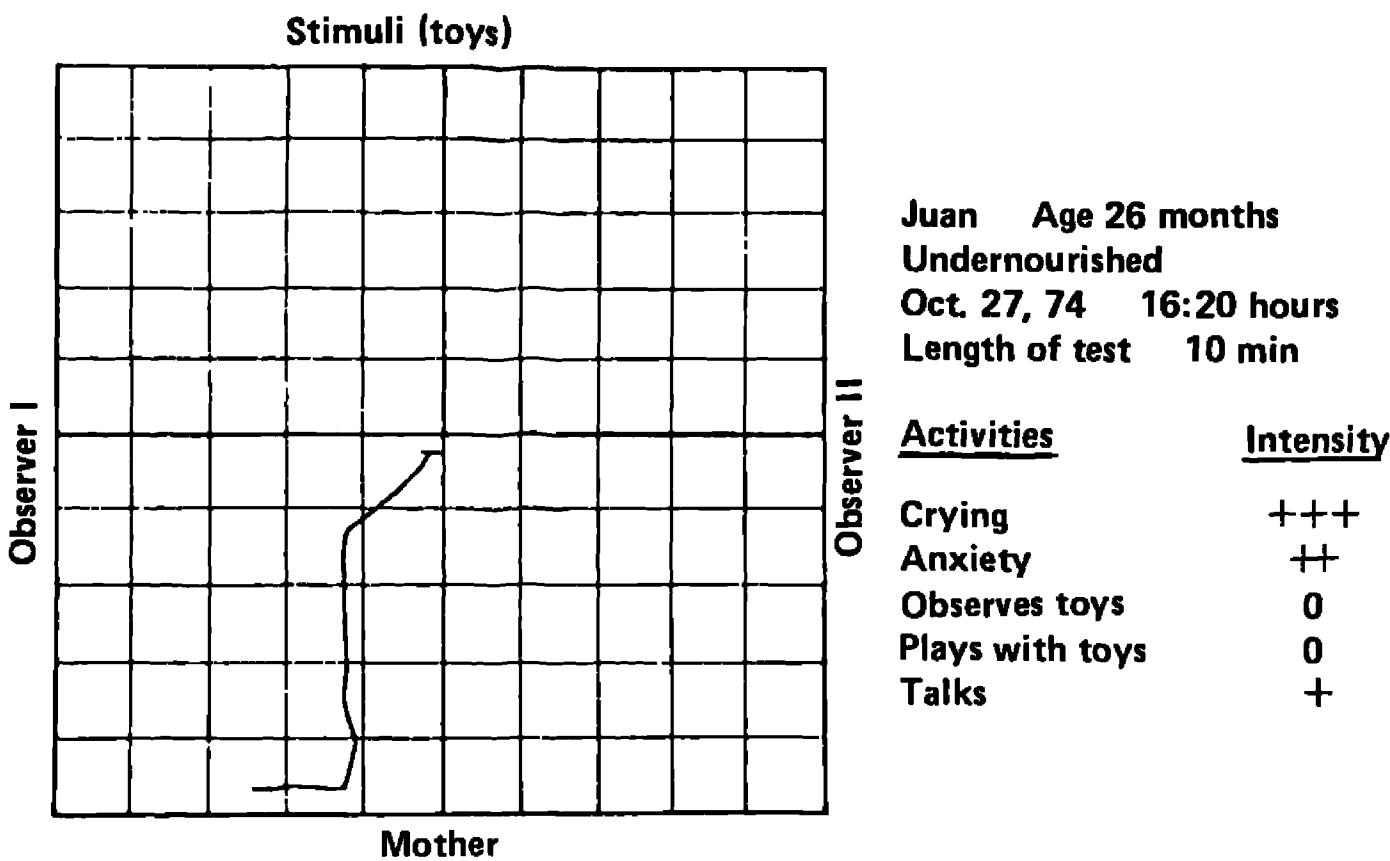 Stimuli (toys)
Observer I
Observer II
Mother
Juan Age 26 months
Undernourished
Oct. 27, 74 16:20 hours
Length of test 10 min
Activities Intensity
Crying +++
Anxiety ++
Observes toys 0
Plays with toys 0
Talks +